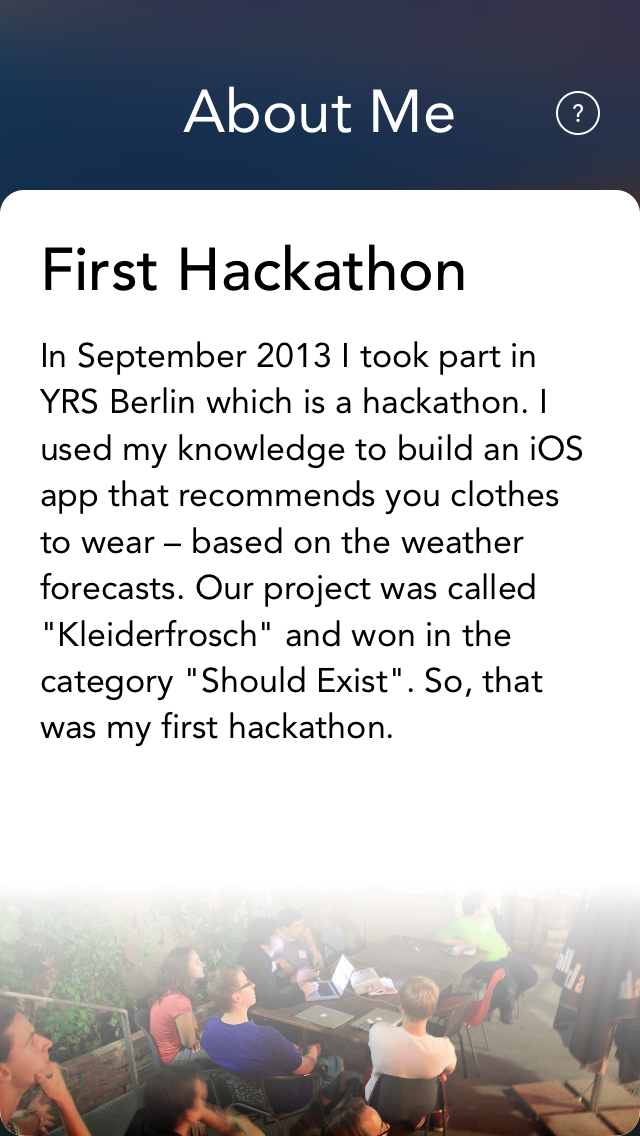 About Me
?
First Hackathon
In September 2013 I took part in
YRS Berlin which is a hackathon. I
used my knowledge to build an iOS
app that recommends you clothes
to wear – based on the weather
forecasts. Our project was called
"Kleiderfrosch" and won in the
category "Should Exist". So, that
was my first hackathon.